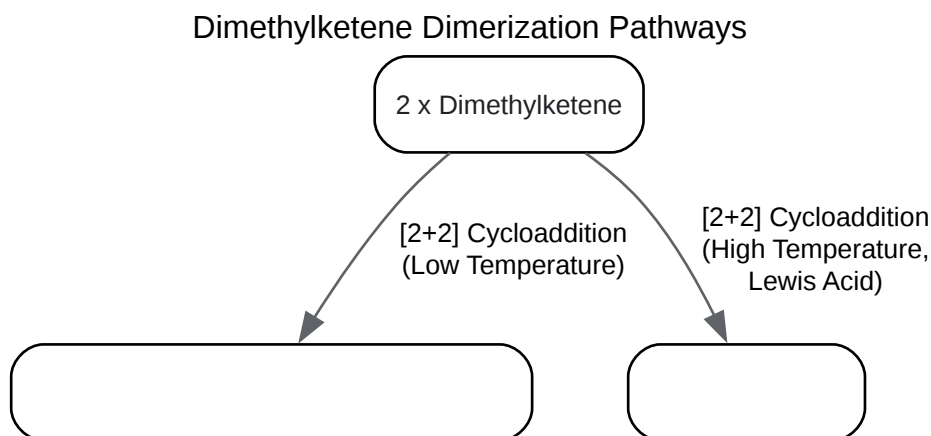 Dimethylketene Dimerization Pathways
2 x Dimethylketene
[2+2] Cycloaddition
(Low Temperature)
[2+2] Cycloaddition
(High Temperature,
Lewis Acid)